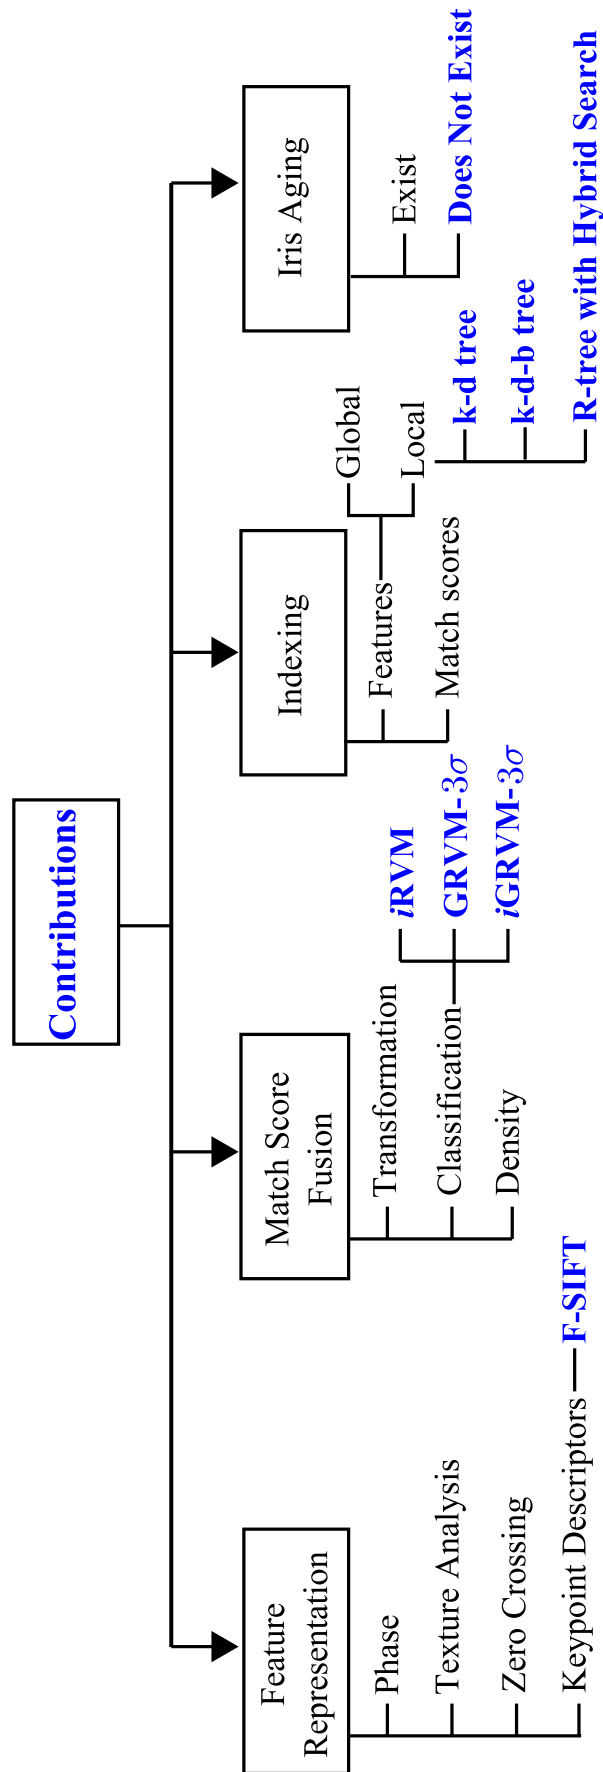 Contributions
Feature
Representation
Phase
Texture Analysis
Zero Crossing
Keypoint Descriptors
F-SIFT
Match Score
Fusion
Transformation
Classification
iRVM
GRVM-3σ
iGRVM-3σ
Density
Indexing
Features
Global
Local
k-d tree
k-d-b tree
R-tree with Hybrid Search
Match scores
Iris Aging
Exist
Does Not Exist